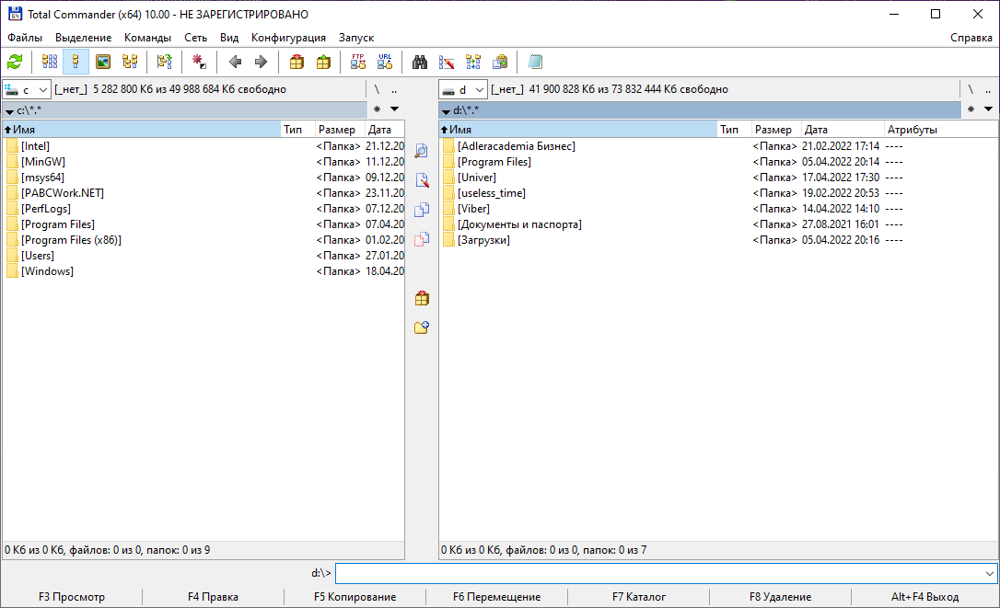 Total Commander (x64) 10.00 - НЕ ЗАРЕГИСТРИРОВАНО
Файлы Выделение Команды Сеть Вид Конфигурация Запуск Справка
FTP URL
c [_нет_] 5 282 800 Кб из 49 988 684 Кб свободно \ ..
c:\*.* *
Имя Тип Размер Дата
[Intel] <Папка> 21.12.20
[MinGW] <Папка> 11.12.20
[msys64] <Папка> 09.12.20
[PABCWork.NET] <Папка> 23.11.20
[PerfLogs] <Папка> 07.12.20
[Program Files] <Папка> 07.04.20
[Program Files (x86)] <Папка> 01.02.20
[Users] <Папка> 27.01.20
[Windows] <Папка> 18.04.20
0 Кб из 0 Кб, файлов: 0 из 0, папок: 0 из 9
d [_нет_] 41 900 828 Кб из 73 832 444 Кб свободно \ ..
d:\*.* *
Имя Тип Размер Дата Атрибуты
[Adleracademia Бизнес] <Папка> 21.02.2022 17:14 ----
[Program Files] <Папка> 05.04.2022 20:14 ----
[Univer] <Папка> 17.04.2022 17:30 ----
[useless_time] <Папка> 19.02.2022 20:53 ----
[Viber] <Папка> 14.04.2022 14:10 ----
[Документы и паспорта] <Папка> 27.08.2021 16:01 ----
[Загрузки] <Папка> 05.04.2022 20:16 ----
0 Кб из 0 Кб, файлов: 0 из 0, папок: 0 из 7
d:\>
F3 Просмотр F4 Правка F5 Копирование F6 Перемещение F7 Каталог F8 Удаление Alt+F4 Выход